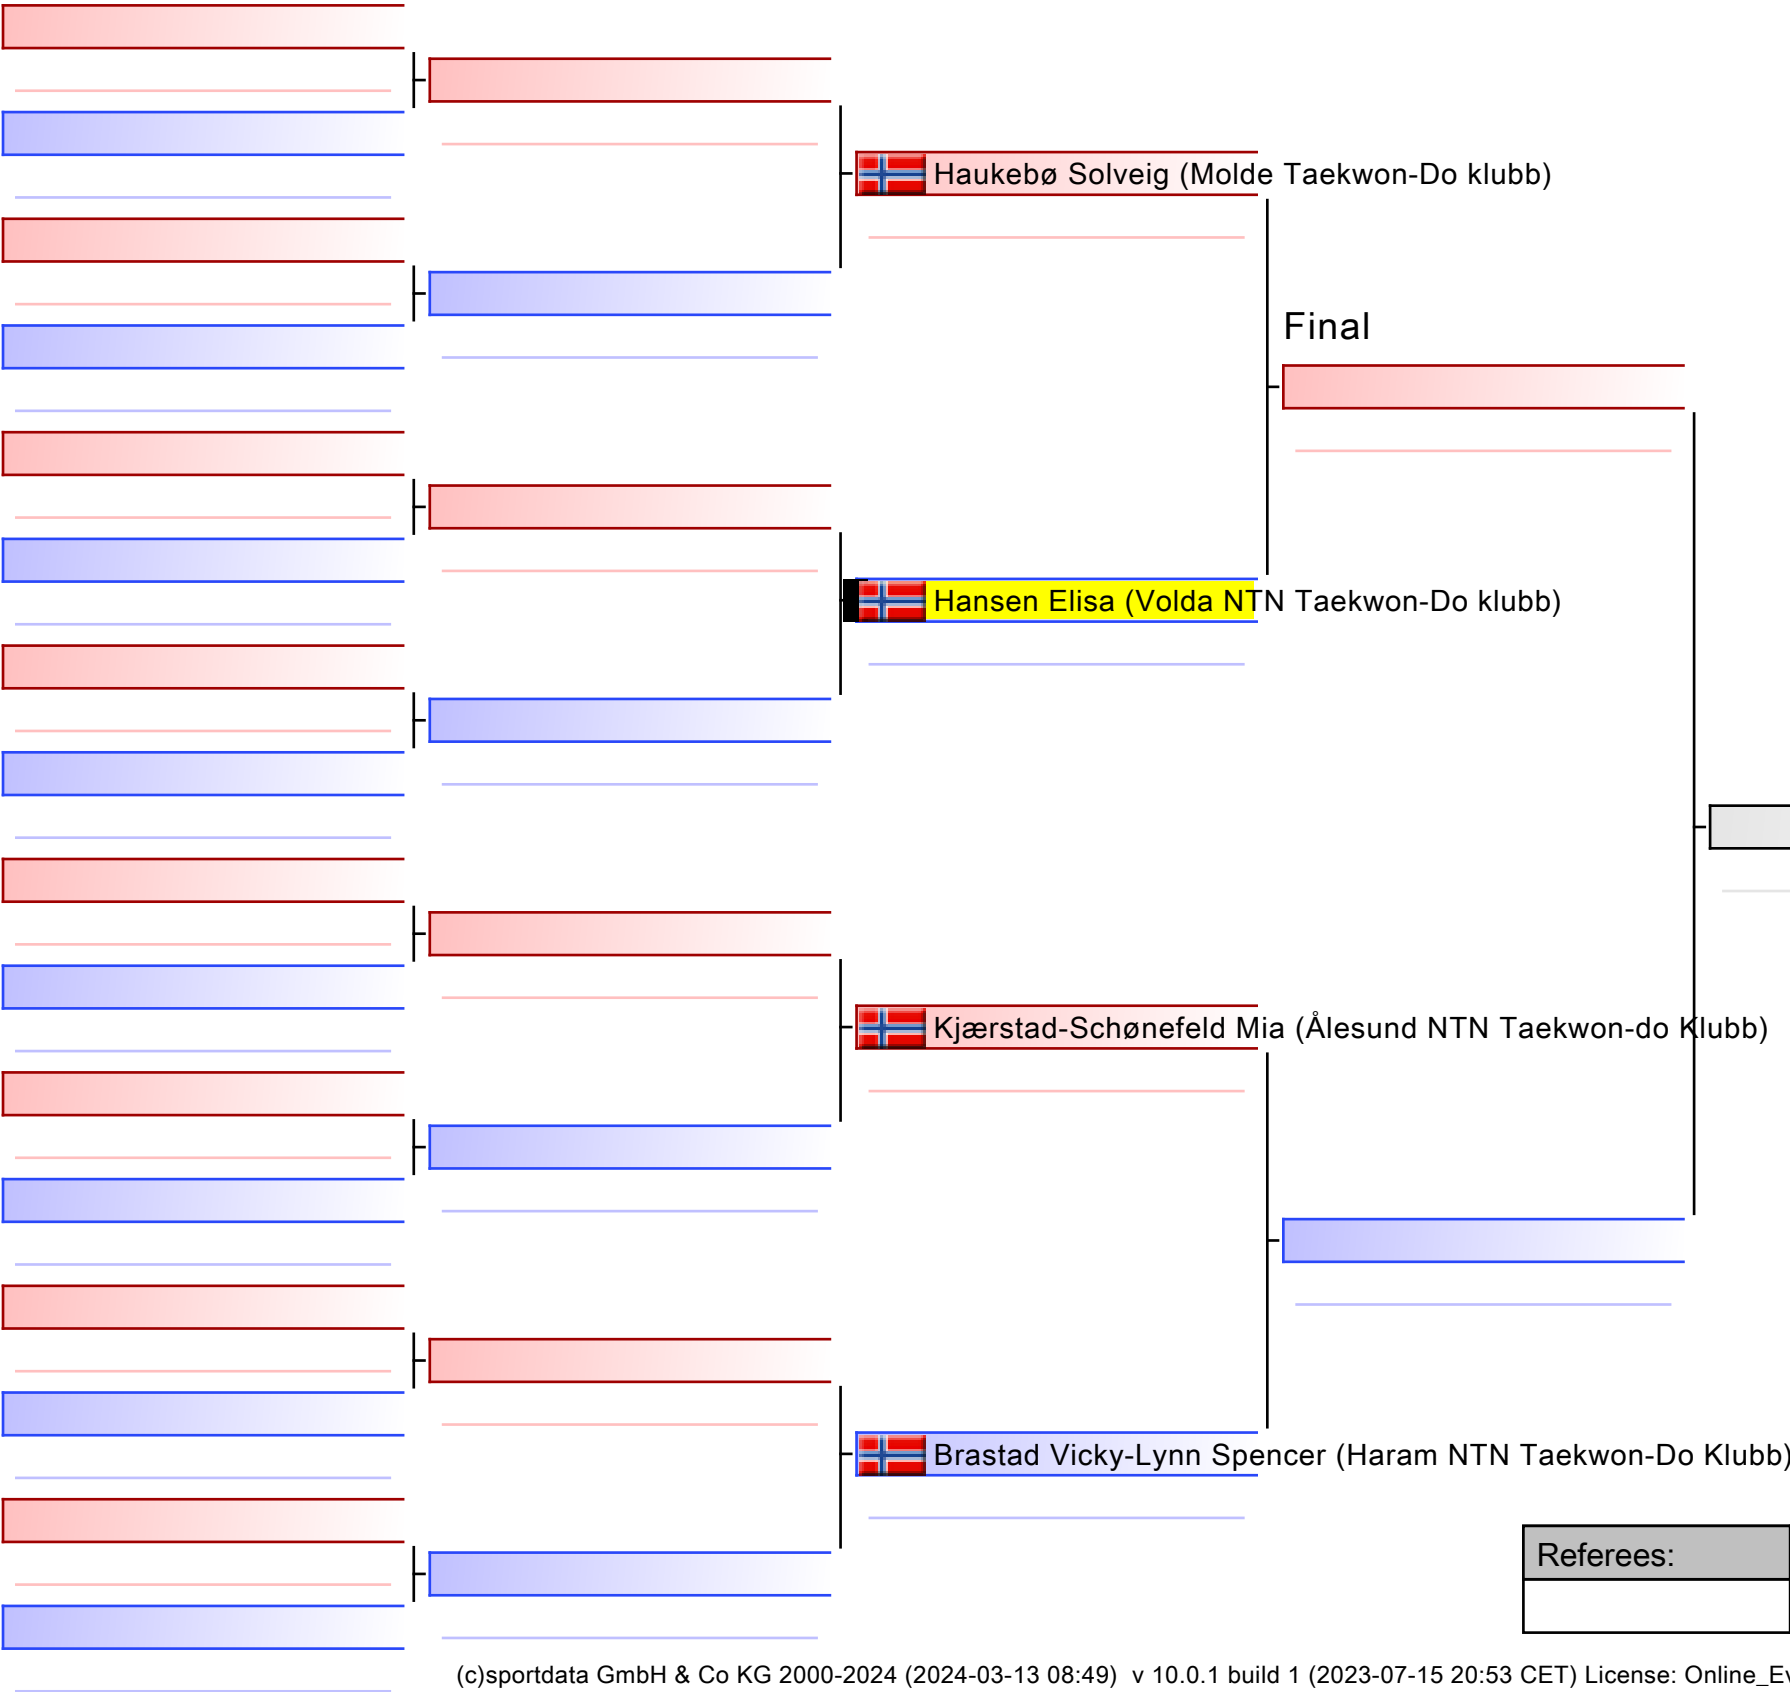 Haukebø Solveig (Molde Taekwon-Do klubb)
Final
Hansen Elisa (Volda NTN Taekwon-Do klubb)
Kjærstad-Schønefeld Mia (Ålesund NTN Taekwon-do Klubb)
Brastad Vicky-Lynn Spencer (Haram NTN Taekwon-Do Klubb)
Referees:
(c)sportdata GmbH & Co KG 2000-2024 (2024-03-13 08:49) v 10.0.1 build 1 (2023-07-15 20:53 CET) License: Online_Ev